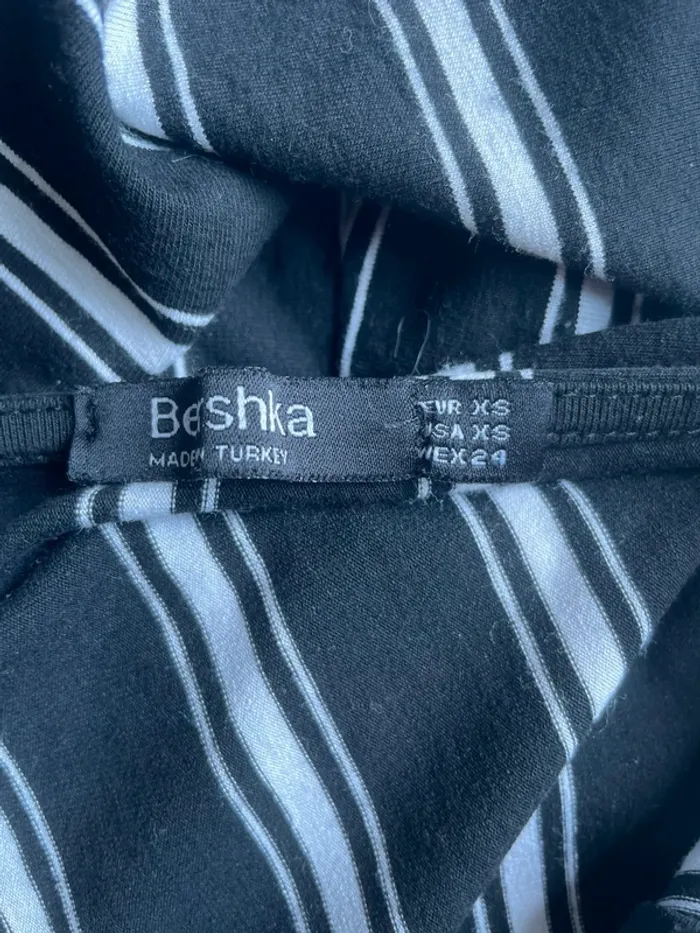 Bershka
MADE IN TURKEY
EUR XS
USA XS
MEX 24